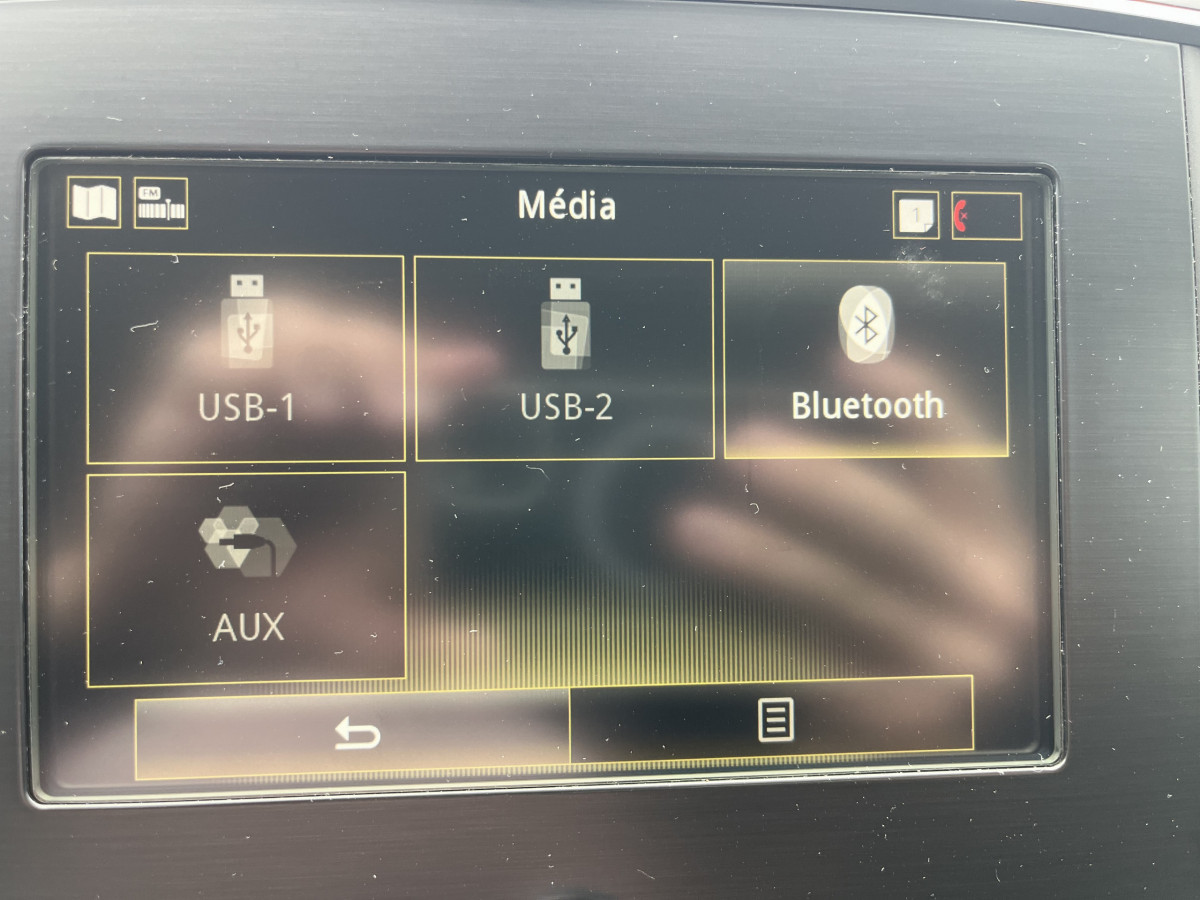 FM
Média
1
USB-1
USB-2
Bluetooth
AUX